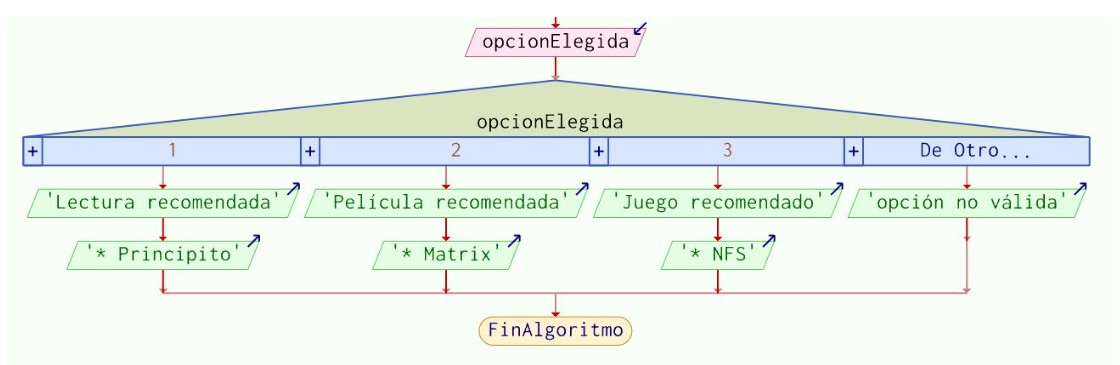 opcionElegida
opcionElegida
+ 1 + 2 + 3 + De Otro...
'Lectura recomendada' 'Película recomendada' 'Juego recomendado' 'opción no válida'
'* Principito' '* Matrix' '* NFS'
FinAlgoritmo